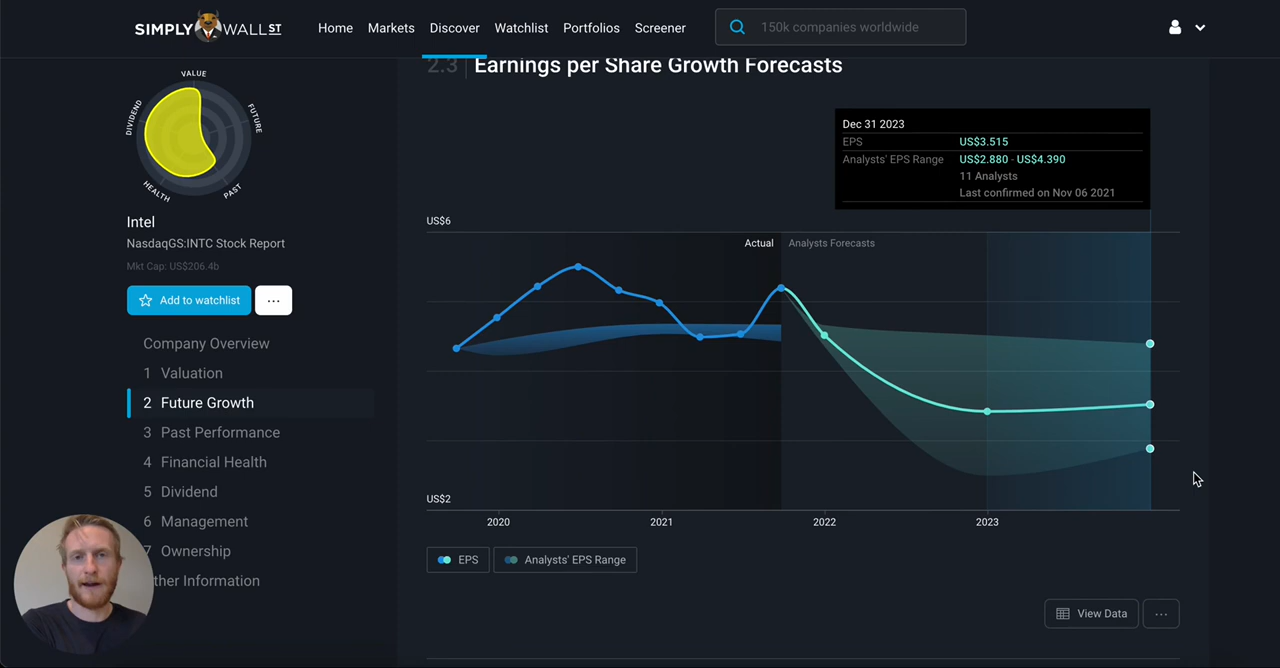 SIMPLY WALL ST
Home Markets Discover Watchlist Portfolios Screener
150k companies worldwide
VALUE
FUTURE
PAST
HEALTH
DIVIDEND
Intel
NasdaqGS:INTC Stock Report
Mkt Cap: US$206.4b
Add to watchlist
...
Company Overview
1 Valuation
2 Future Growth
3 Past Performance
4 Financial Health
5 Dividend
6 Management
7 Ownership
ther Information
2.3 Earnings per Share Growth Forecasts
Dec 31 2023
EPS US$3.515
Analysts' EPS Range US$2.880 - US$4.390
11 Analysts
Last confirmed on Nov 06 2021
US$6
Actual Analysts Forecasts
US$2
2020 2021 2022 2023
EPS Analysts' EPS Range
View Data ...